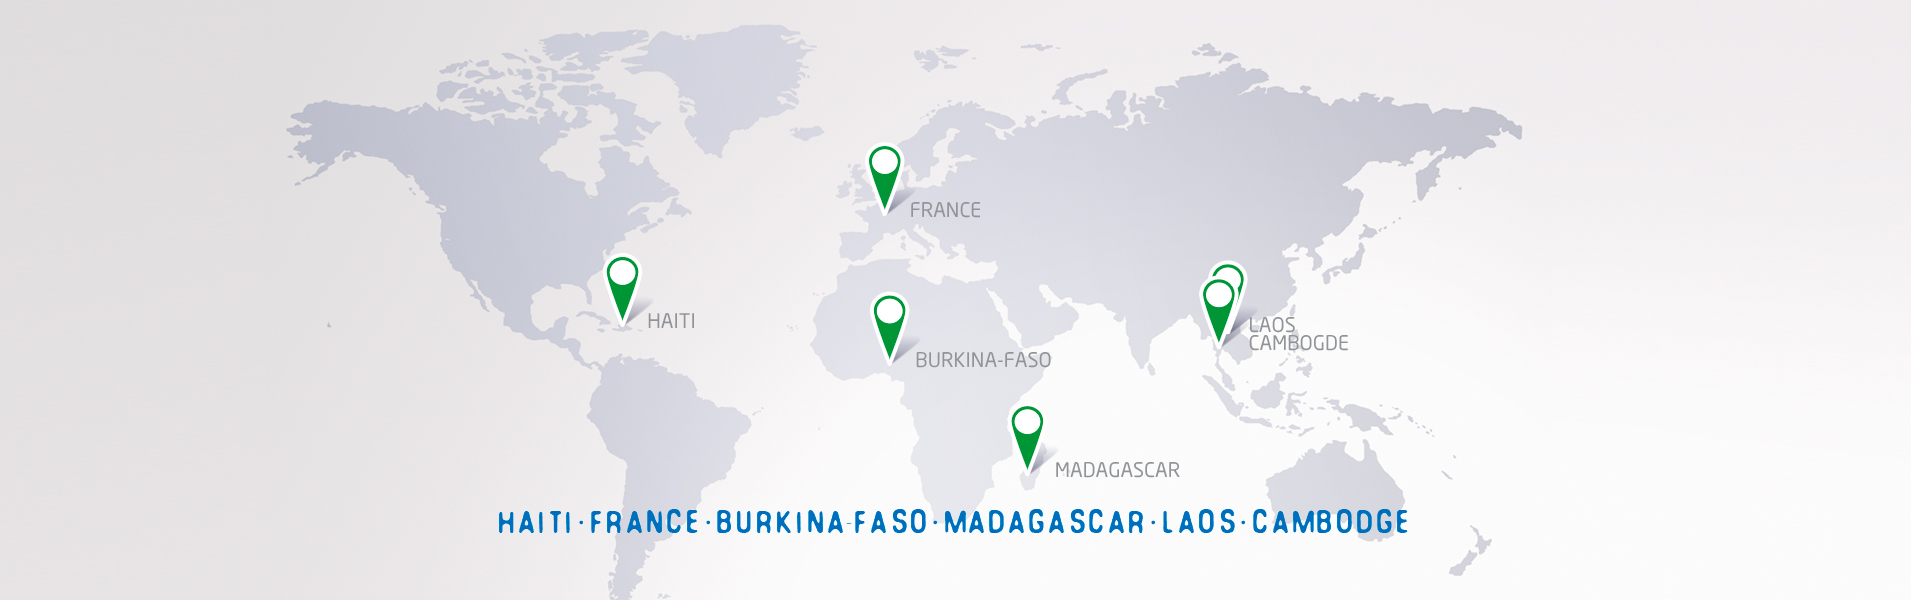 FRANCE
HAITI
LAOS
CAMBOGDE
BURKINA-FASO
MADAGASCAR
HAITI · FRANCE · BURKINA-FASO · MADAGASCAR · LAOS · CAMBODGE